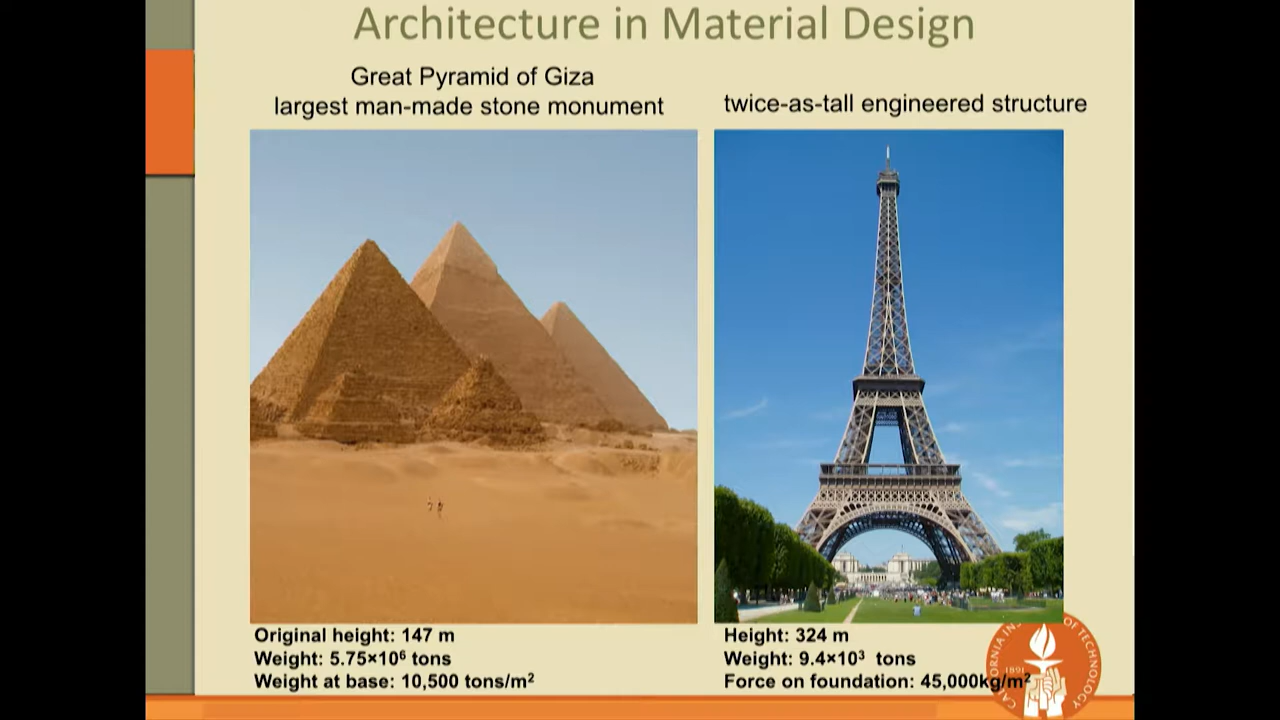 Architecture in Material Design
Great Pyramid of Giza
largest man-made stone monument
twice-as-tall engineered structure
Original height: 147 m
Weight: 5.75×10⁶ tons
Weight at base: 10,500 tons/m²
Height: 324 m
Weight: 9.4×10³ tons
Force on foundation: 45,000kg/m²
OF TECHNOLOGY
1891